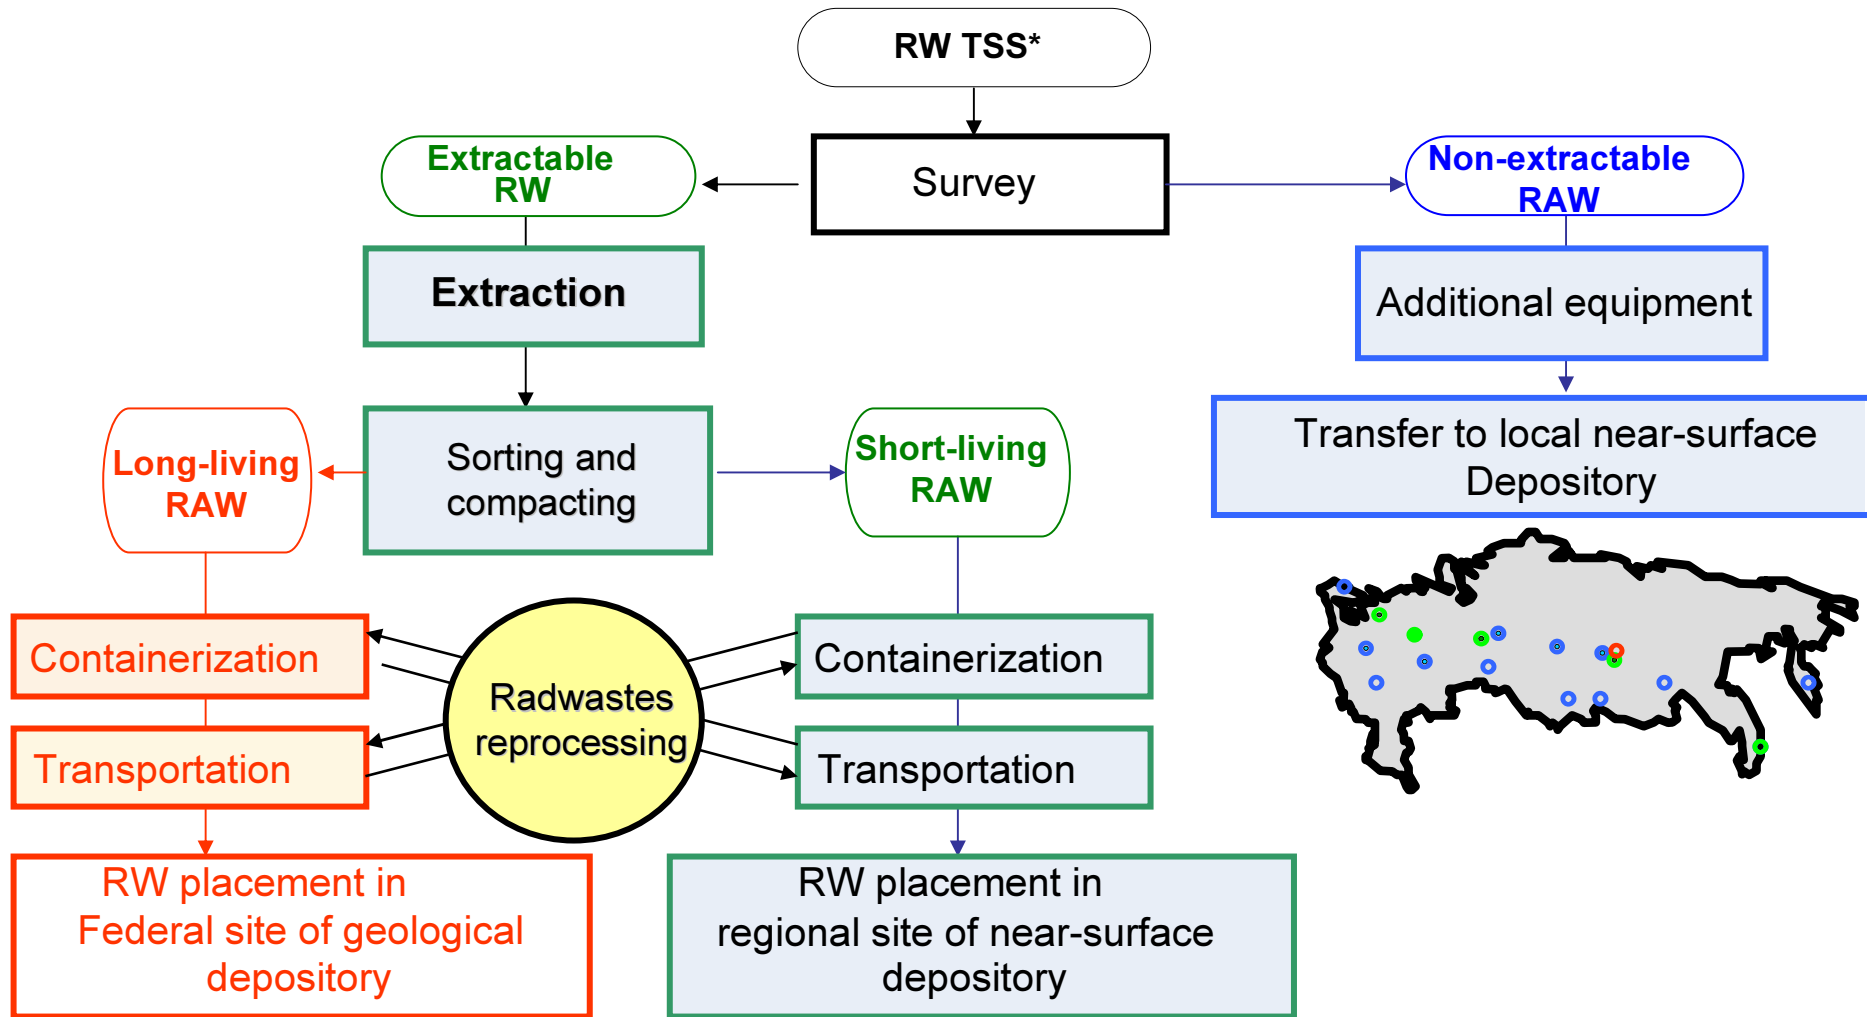 RW TSS*
Survey
Extractable
RW
Non-extractable
RAW
Extraction
Additional equipment
Transfer to local near-surface
Depository
Long-living
RAW
Sorting and
compacting
Short-living
RAW
Containerization
Radwastes
reprocessing
Containerization
Transportation
Transportation
RW placement in
Federal site of geological
depository
RW placement in
regional site of near-surface
depository